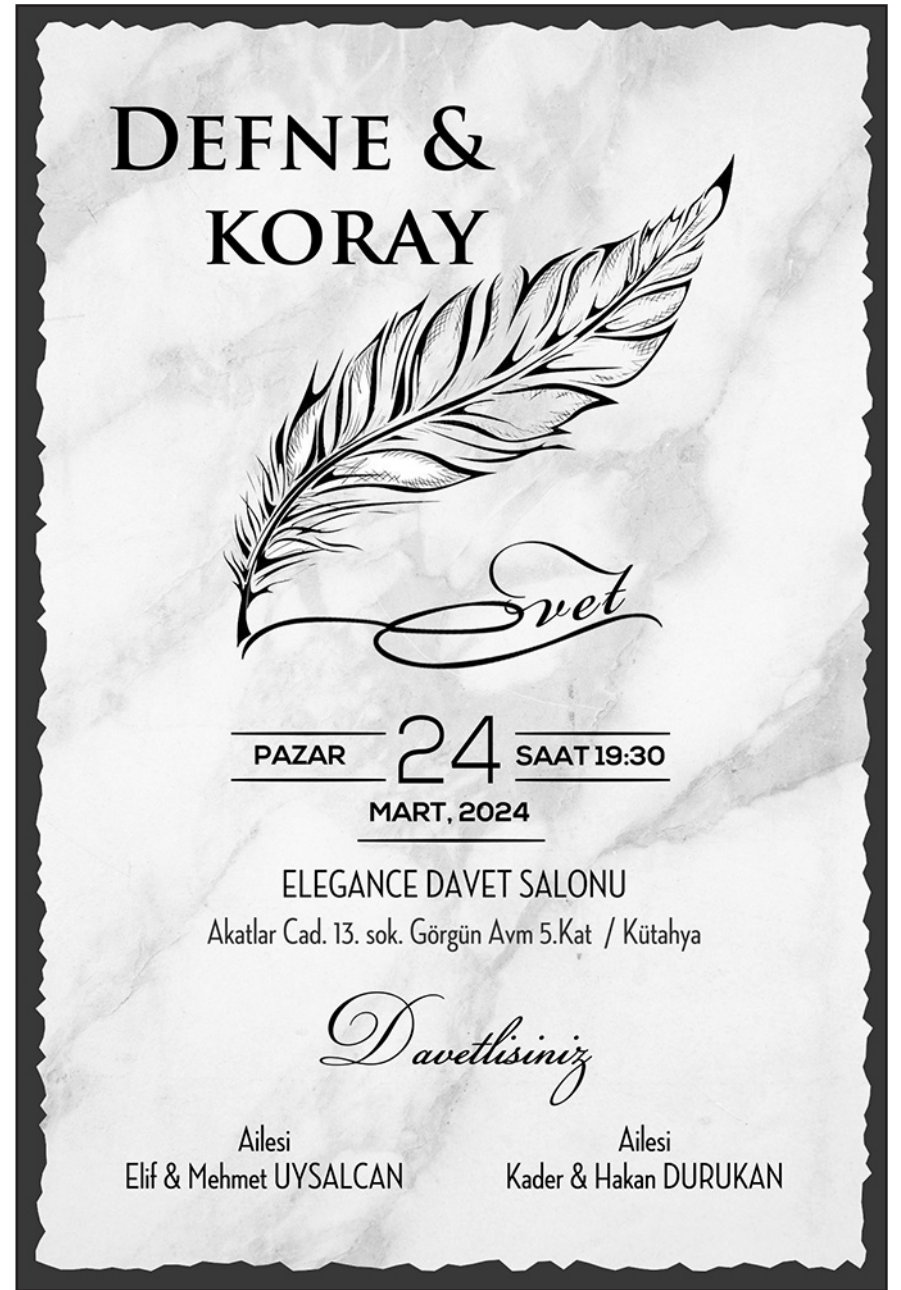 DEFNE &
KORAY
Evet
PAZAR 24 SAAT 19:30
MART, 2024
ELEGANCE DAVET SALONU
Akatlar Cad. 13. sok. Görgün Avm 5.Kat / Kütahya
Davetlisiniz
Ailesi
Elif & Mehmet UYSALCAN
Ailesi
Kader & Hakan DURUKAN